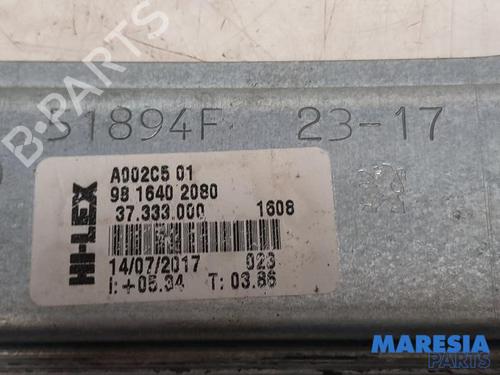 S1894F 23-17
HI-LEX
A002C5 01
98 1640 2080
37.333.000 1608
14/07/2017 023
I:+05.34 T: 03.86
B-PARTS
MARESIA
PARTS